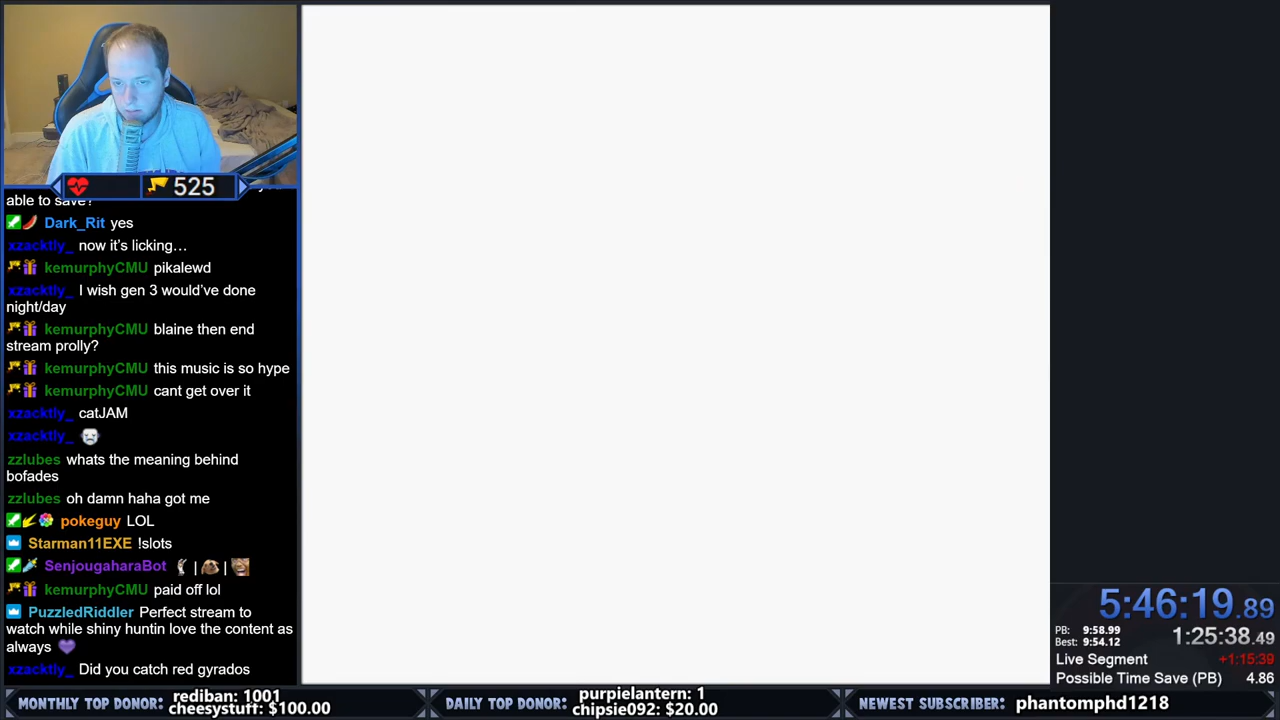 525
able to save?
Dark_Rit yes
xzacktly_ now it's licking…
kemurphyCMU pikalewd
xzacktly_ I wish gen 3 would've done
night/day
kemurphyCMU blaine then end
stream prolly?
kemurphyCMU this music is so hype
kemurphyCMU cant get over it
xzacktly_ catJAM
xzacktly_
zzlubes whats the meaning behind
bofades
zzlubes oh damn haha got me
pokeguy LOL
Starman11EXE !slots
SenjougaharaBot | |
kemurphyCMU paid off lol
PuzzledRiddler Perfect stream to
watch while shiny huntin love the content as
always
xzacktly_ Did you catch red gyrados
5:46:19.89
PB: 9:58.99
Best: 9:54.12
1:25:38.49
Live Segment +1:15:39
Possible Time Save (PB) 4.86
MONTHLY TOP DONOR: rediban: 1001
cheesystuff: $100.00
DAILY TOP DONOR: purpielantern: 1
chipsie092: $20.00
NEWEST SUBSCRIBER: phantomphd1218